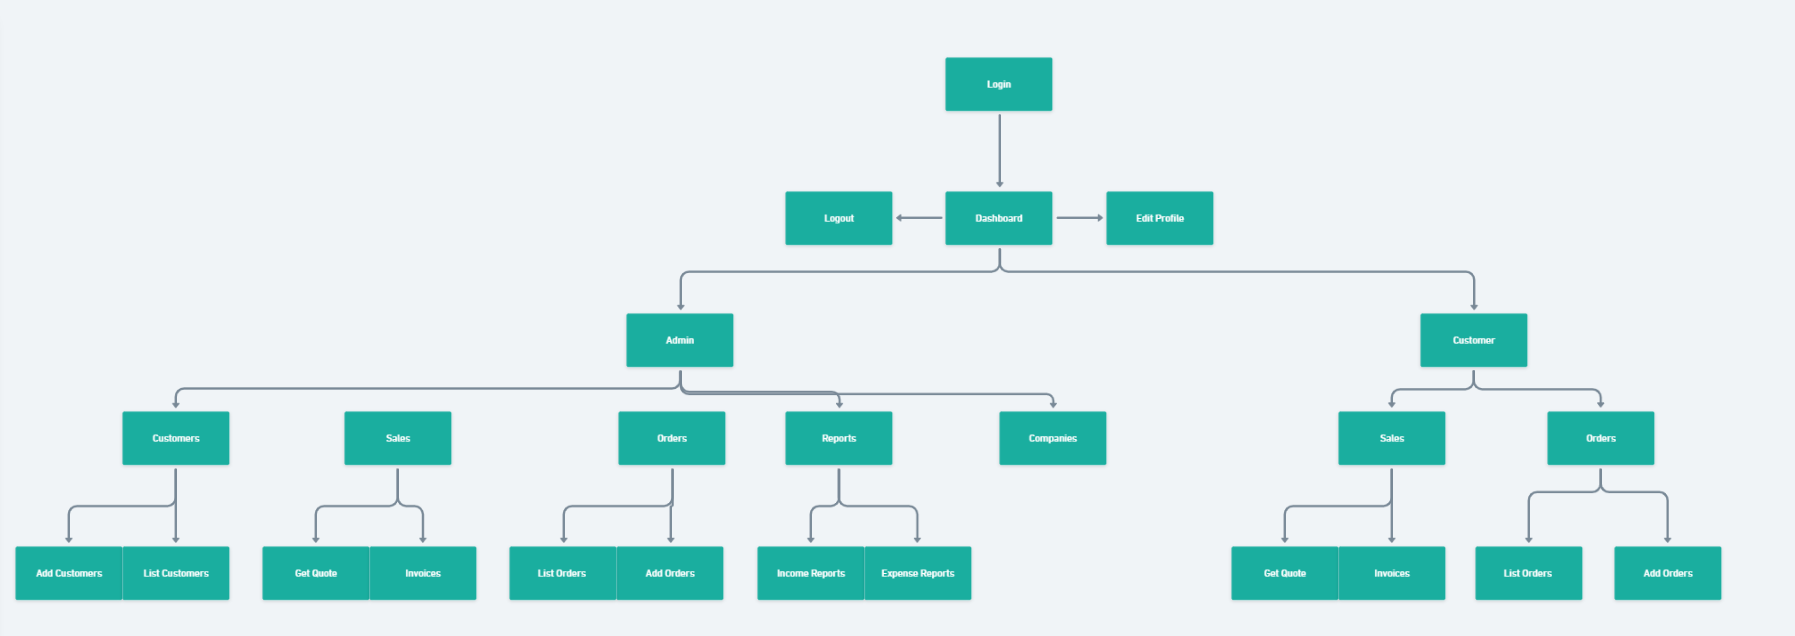 Login
Logout
Dashboard
Edit Profile
Admin
Customer
Customers
Sales
Orders
Reports
Companies
Sales
Orders
Add Customers
List Customers
Get Quote
Invoices
List Orders
Add Orders
Income Reports
Expense Reports
Get Quote
Invoices
List Orders
Add Orders